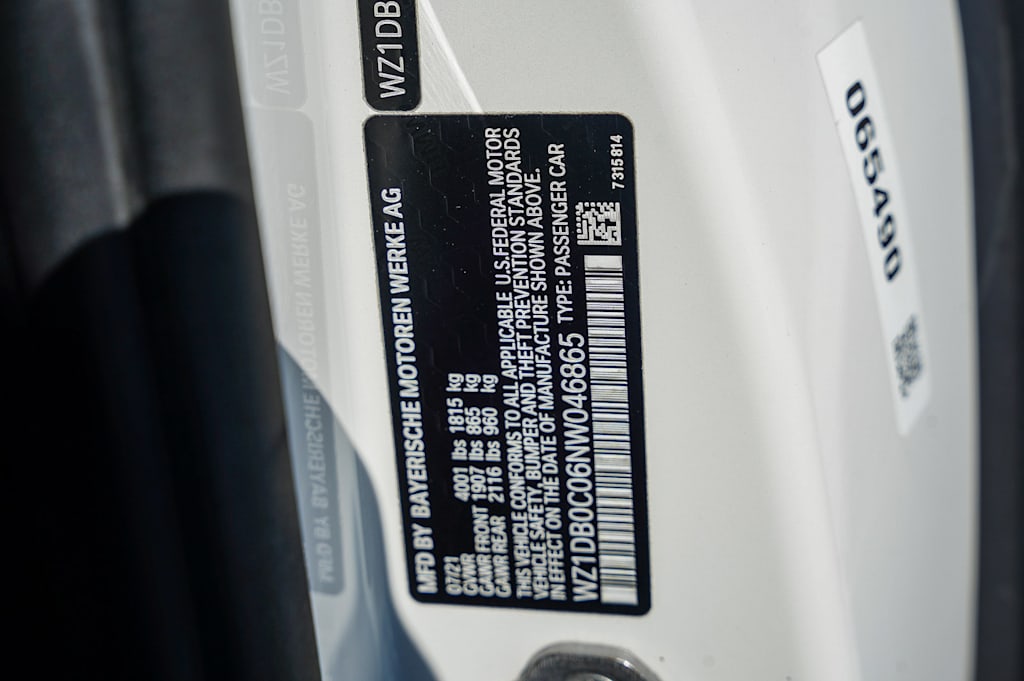 WZ1DB
MFD BY BAYERISCHE MOTOREN WERKE AG
07/21
GVWR 4001 lbs 1815 kg
GAWR FRONT 1907 lbs 865 kg
GAWR REAR 2116 lbs 960 kg
THIS VEHICLE CONFORMS TO ALL APPLICABLE U.S.FEDERAL MOTOR
VEHICLE SAFETY, BUMPER AND THEFT PREVENTION STANDARDS
IN EFFECT ON THE DATE OF MANUFACTURE SHOWN ABOVE.
WZ1DB0C06NW046865 TYPE: PASSENGER CAR
7315814
065490